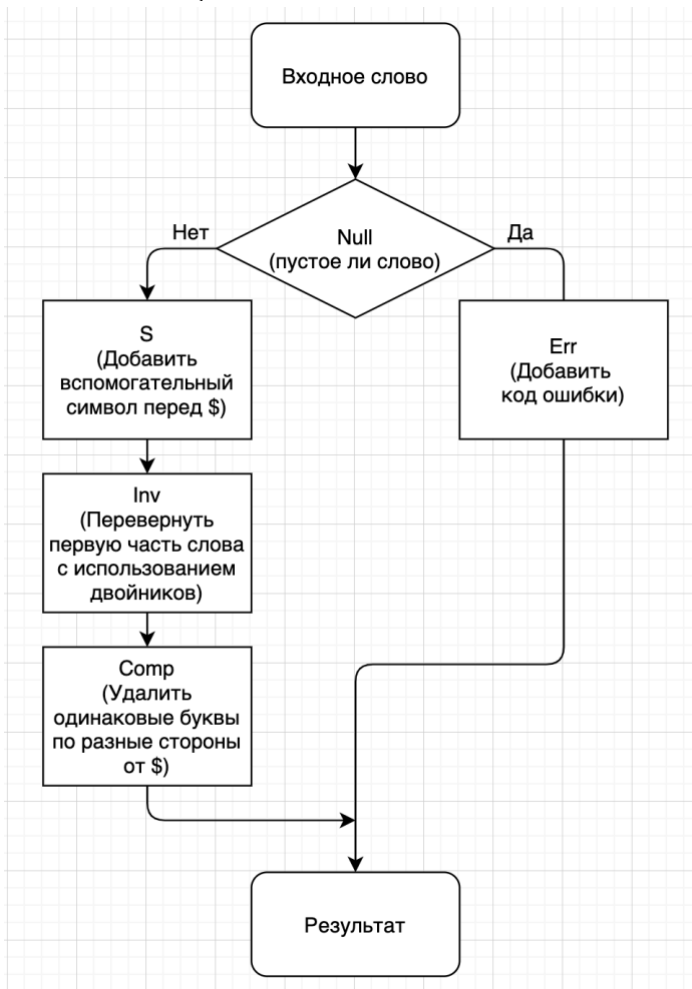 Входное слово
Нет
Да
Null
(пустое ли слово)
S
(Добавить
вспомогательный
символ перед $)
Err
(Добавить
код ошибки)
Inv
(Перевернуть
первую часть слова
с использованием
двойников)
Comp
(Удалить
одинаковые буквы
по разные стороны
от $)
Результат